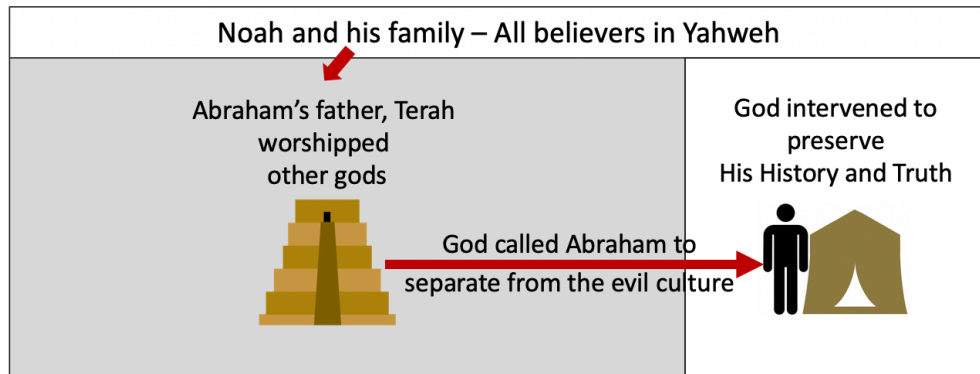 Noah and his family – All believers in Yahweh
Abraham’s father, Terah
worshipped
other gods
God intervened to
preserve
His History and Truth
God called Abraham to
separate from the evil culture